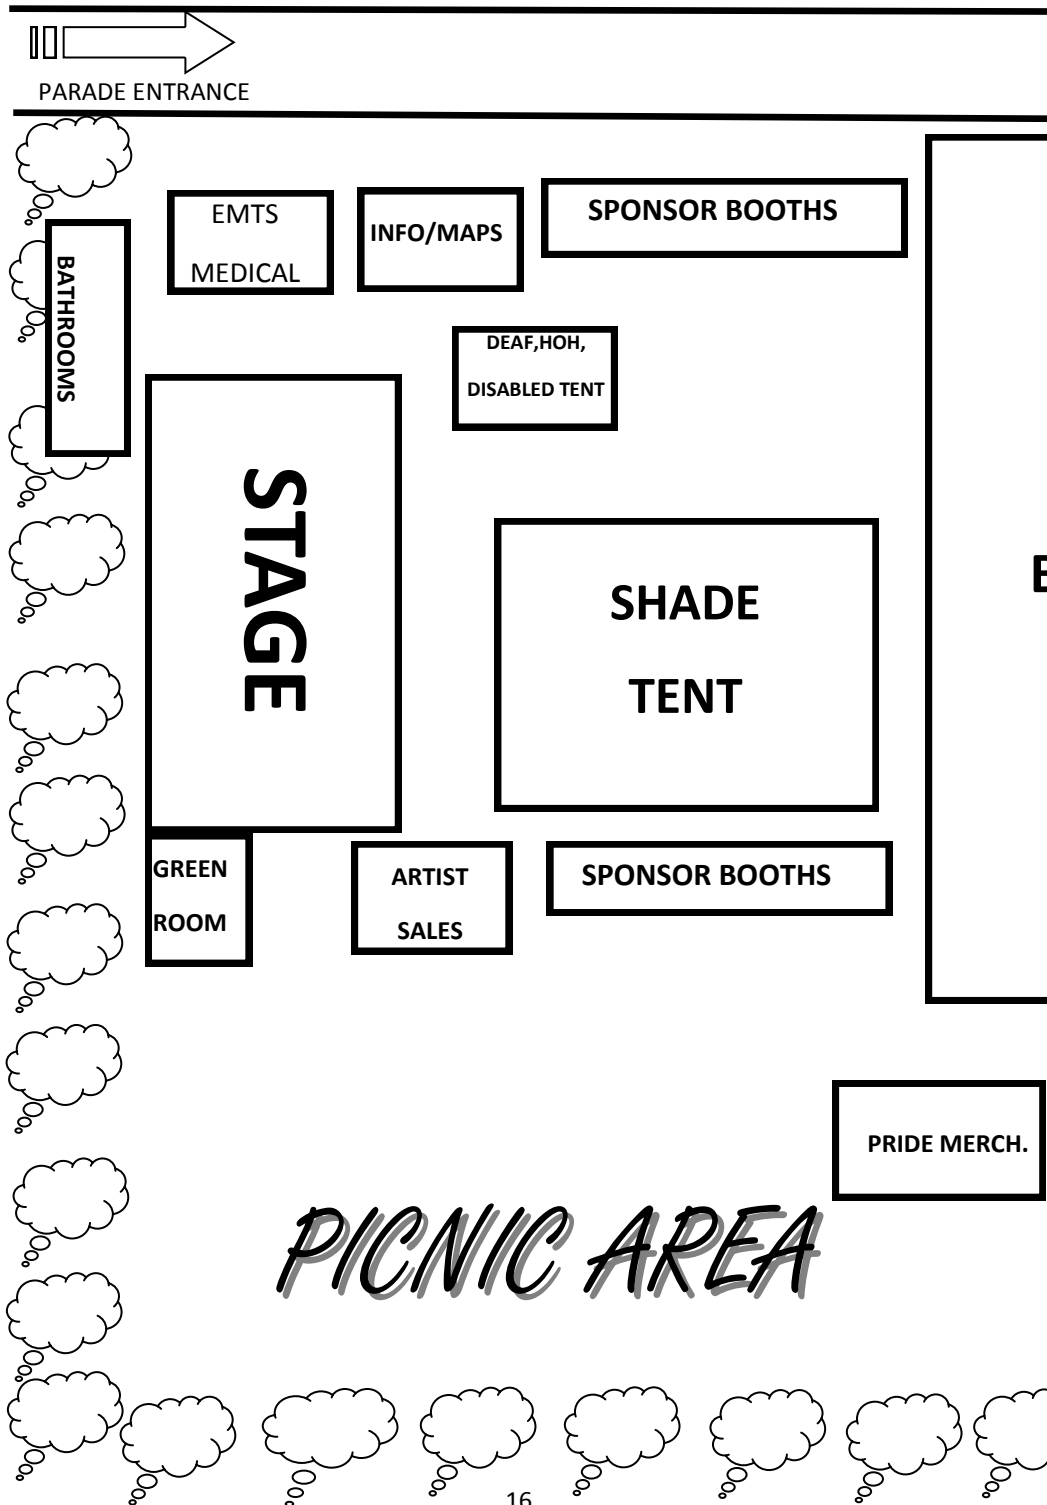 PARADE ENTRANCE
EMTS
MEDICAL
INFO/MAPS
SPONSOR BOOTHS
BATHROOMS
DEAF,HOH,
DISABLED TENT
STAGE
SHADE
TENT
GREEN
ROOM
ARTIST
SALES
SPONSOR BOOTHS
PRIDE MERCH.
PICNIC AREA
16